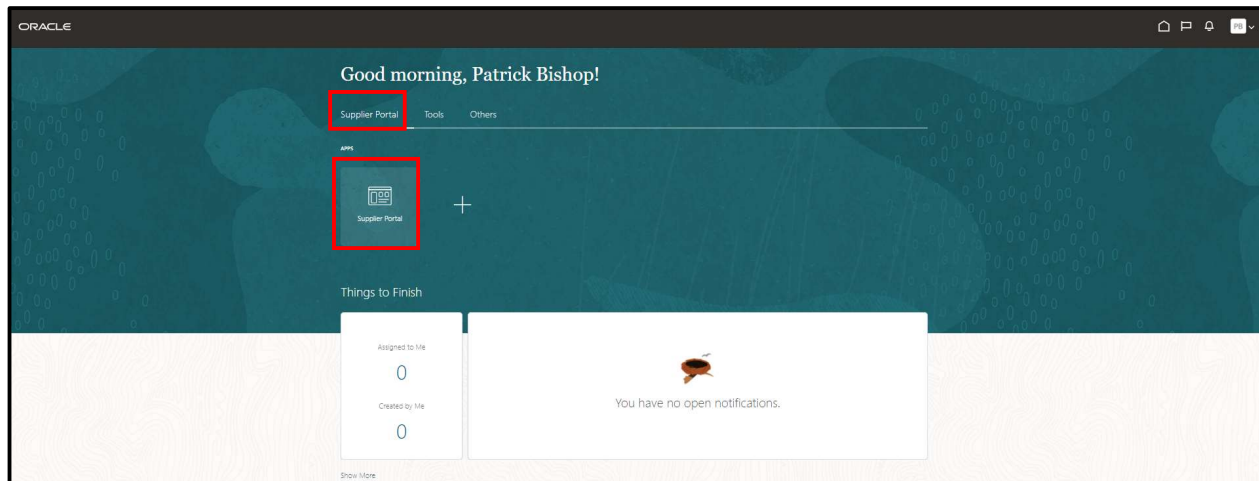 ORACLE
PB
Good morning, Patrick Bishop!
Supplier Portal Tools Others
APPS
Supplier Portal
Things to Finish
Assigned to Me
0
Created by Me
0
You have no open notifications.
Show More